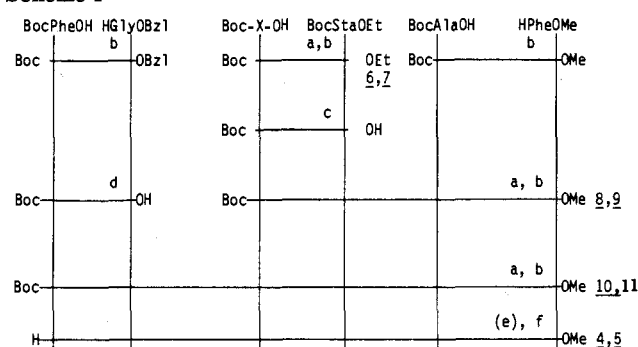 BocPheOH HGlyOBzl Boc-X-OH BocStaOEt BocAlaOH HPheOMe
b a,b b
Boc OBzl Boc OEt Boc OMe
6,7
c
Boc OH
d a, b
Boc OH Boc OMe 8,9
a, b
Boc OMe 10,11
(e), f
H OMe 4,5